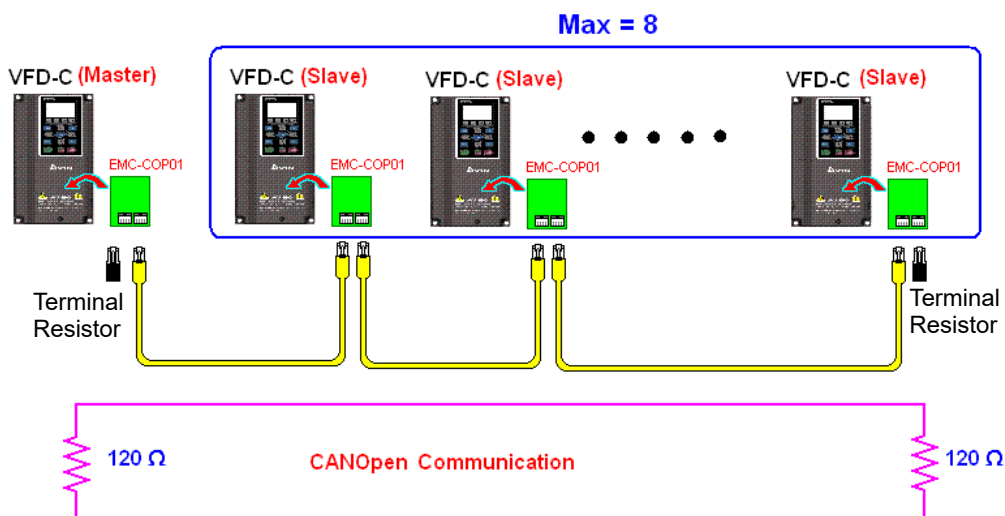 Max = 8
VFD-C (Master)
VFD-C (Slave)
VFD-C (Slave)
VFD-C (Slave)
EMC-COP01
EMC-COP01
EMC-COP01
EMC-COP01
Terminal
Resistor
Terminal
Resistor
120 Ω
CANOpen Communication
120 Ω